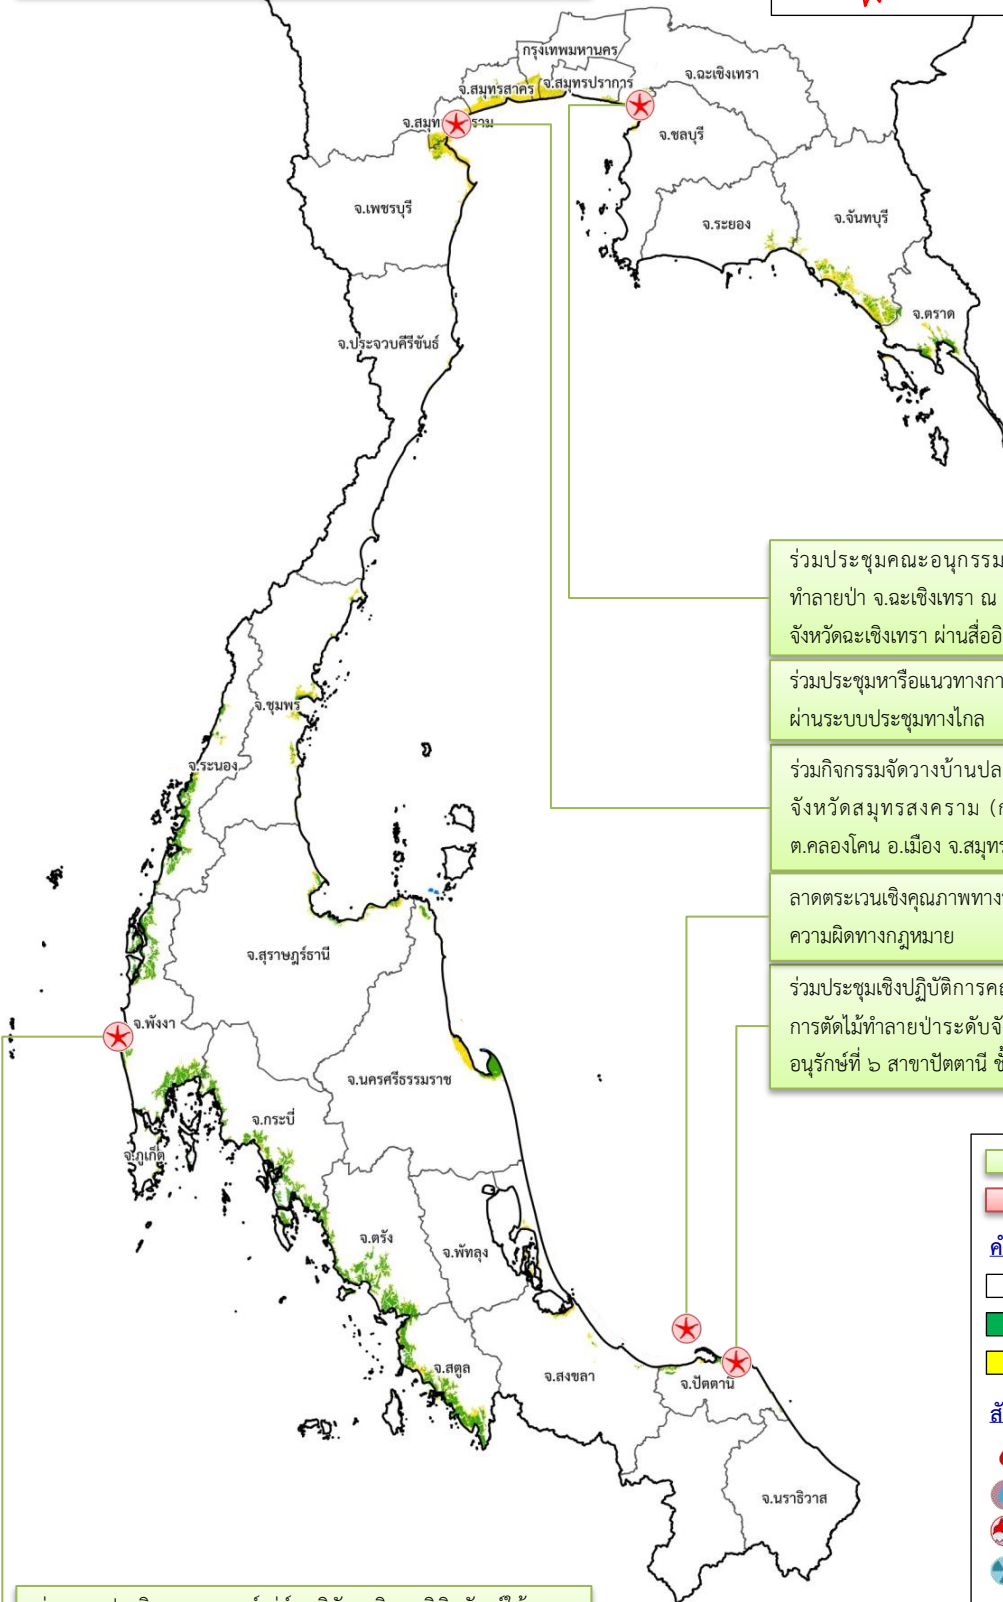 กรุงเทพมหานคร
จ.ฉะเชิงเทรา
จ.สมุทรสาคร
จ.สมุทรปราการ
จ.ชลบุรี
จ.เพชรบุรี
จ.ระยอง
จ.จันทบุรี
จ.ตราด
จ.ประจวบคีรีขันธ์
ร่วมประชุมคณะอนุกรรม
ทำลายป่า จ.ฉะเชิงเทรา ณ
จังหวัดฉะเชิงเทรา ผ่านสื่ออิ
ร่วมประชุมหารือแนวทางกา
ผ่านระบบประชุมทางไกล
ร่วมกิจกรรมจัดวางบ้านปลา
จังหวัดสมุทรสงคราม (ก
ต.คลองโคน อ.เมือง จ.สมุทร
ลาดตระเวนเชิงคุณภาพทาง
ความผิดทางกฎหมาย
ร่วมประชุมเชิงปฏิบัติการคณ
การตัดไม้ทำลายป่าระดับจั
อนุรักษ์ที่ ๖ สาขาปัตตานี ชั้
จ.ชุมพร
จ.ระนอง
จ.สุราษฎร์ธานี
จ.พังงา
จ.นครศรีธรรมราช
จ.กระบี่
จ.ภูเก็ต
จ.ตรัง
จ.พัทลุง
จ.สตูล
จ.สงขลา
จ.ปัตตานี
จ.นราธิวาส